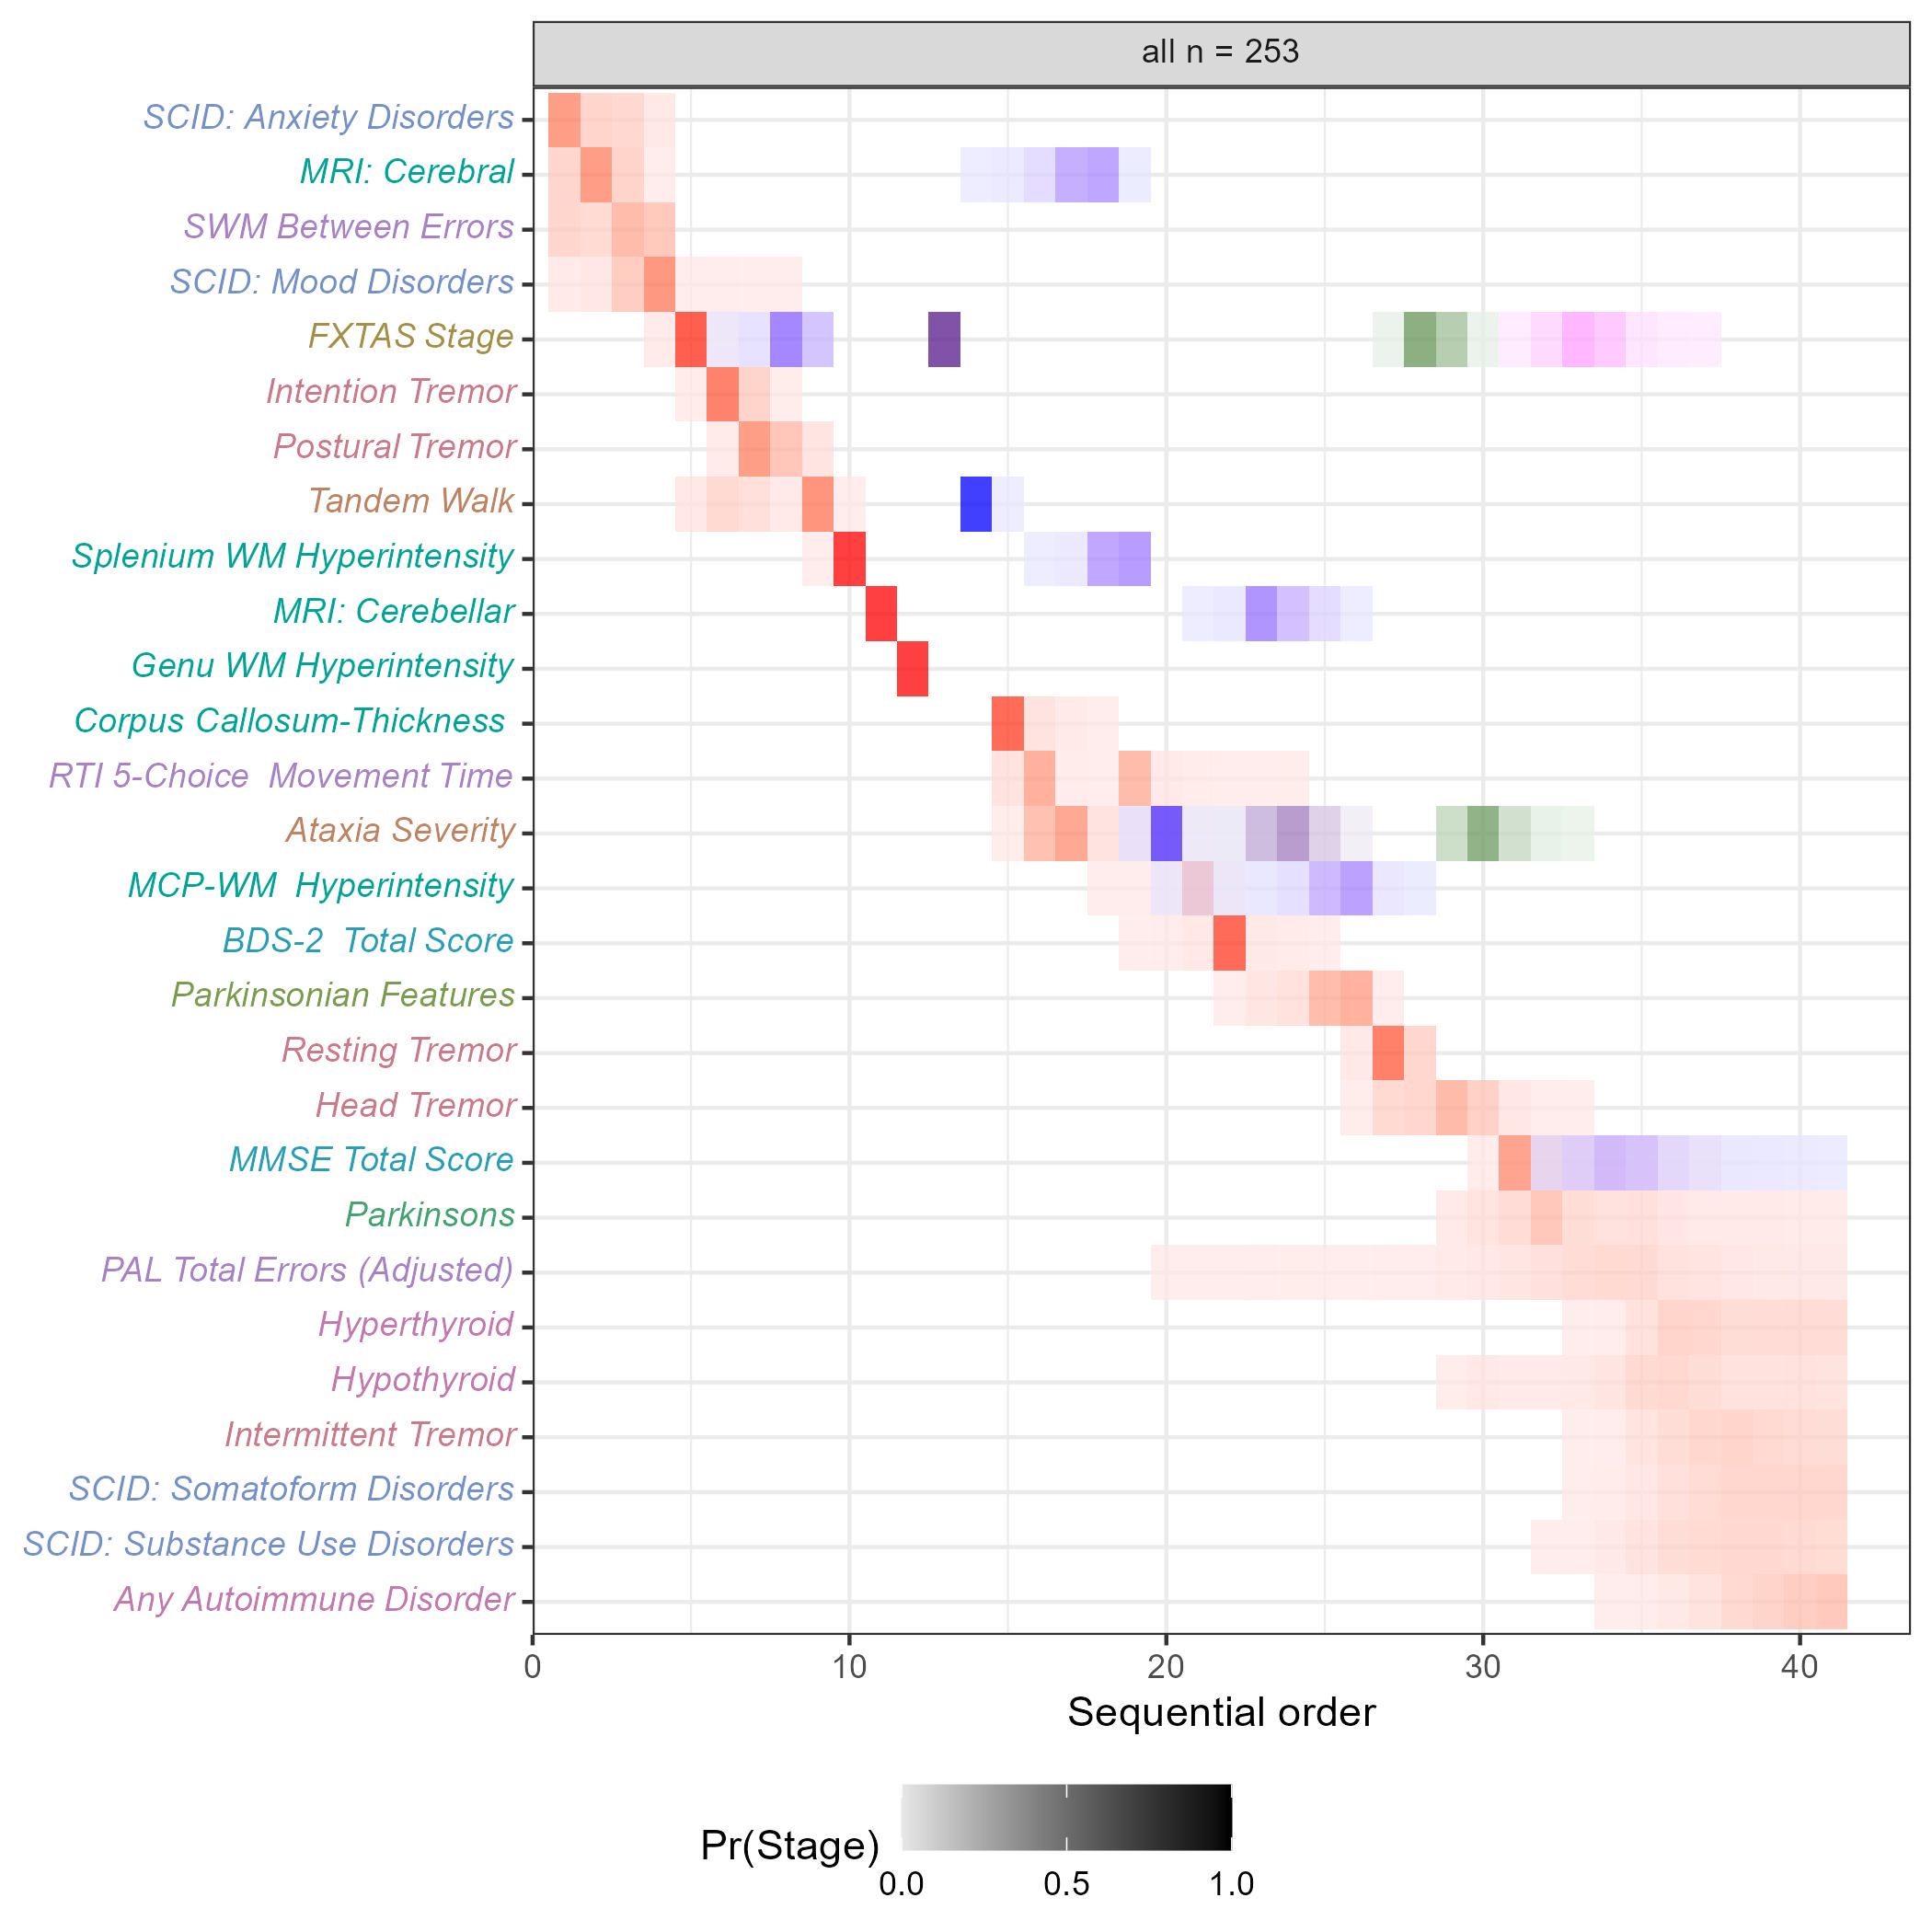 all n = 253
SCID: Anxiety Disorders
MRI: Cerebral
SWM Between Errors
SCID: Mood Disorders
FXTAS Stage
Intention Tremor
Postural Tremor
Tandem Walk
Splenium WM Hyperintensity
MRI: Cerebellar
Genu WM Hyperintensity
Corpus Callosum-Thickness
RTI 5-Choice  Movement Time
Ataxia Severity
MCP-WM  Hyperintensity
BDS-2  Total Score
Parkinsonian Features
Resting Tremor
Head Tremor
MMSE Total Score
Parkinsons
PAL Total Errors (Adjusted)
Hyperthyroid
Hypothyroid
Intermittent Tremor
SCID: Somatoform Disorders
SCID: Substance Use Disorders
Any Autoimmune Disorder
0 10 20 30 40
Sequential order
Pr(Stage)
0.0 0.5 1.0